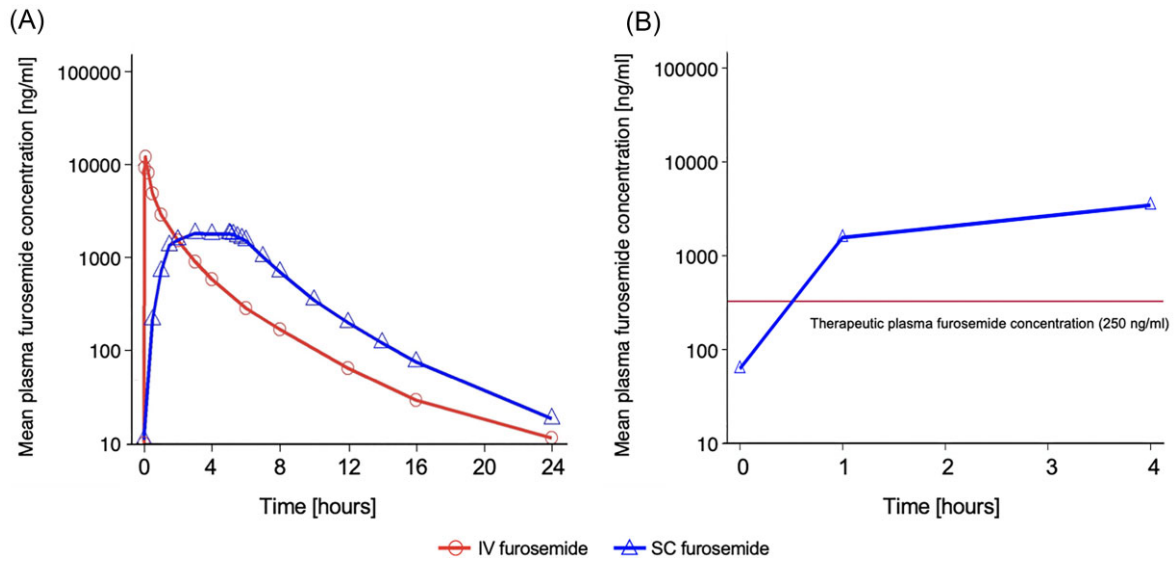 (A)
Mean plasma furosemide concentration [ng/ml]
100000
10000
1000
100
10
0 4 8 12 16 20 24
Time [hours]
(B)
Mean plasma furosemide concentration [ng/ml]
100000
10000
1000
100
10
Therapeutic plasma furosemide concentration (250 ng/ml)
0 1 2 3 4
Time [hours]
IV furosemide SC furosemide